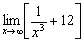 lim x→∞ [ 1/x³ + 12 ]